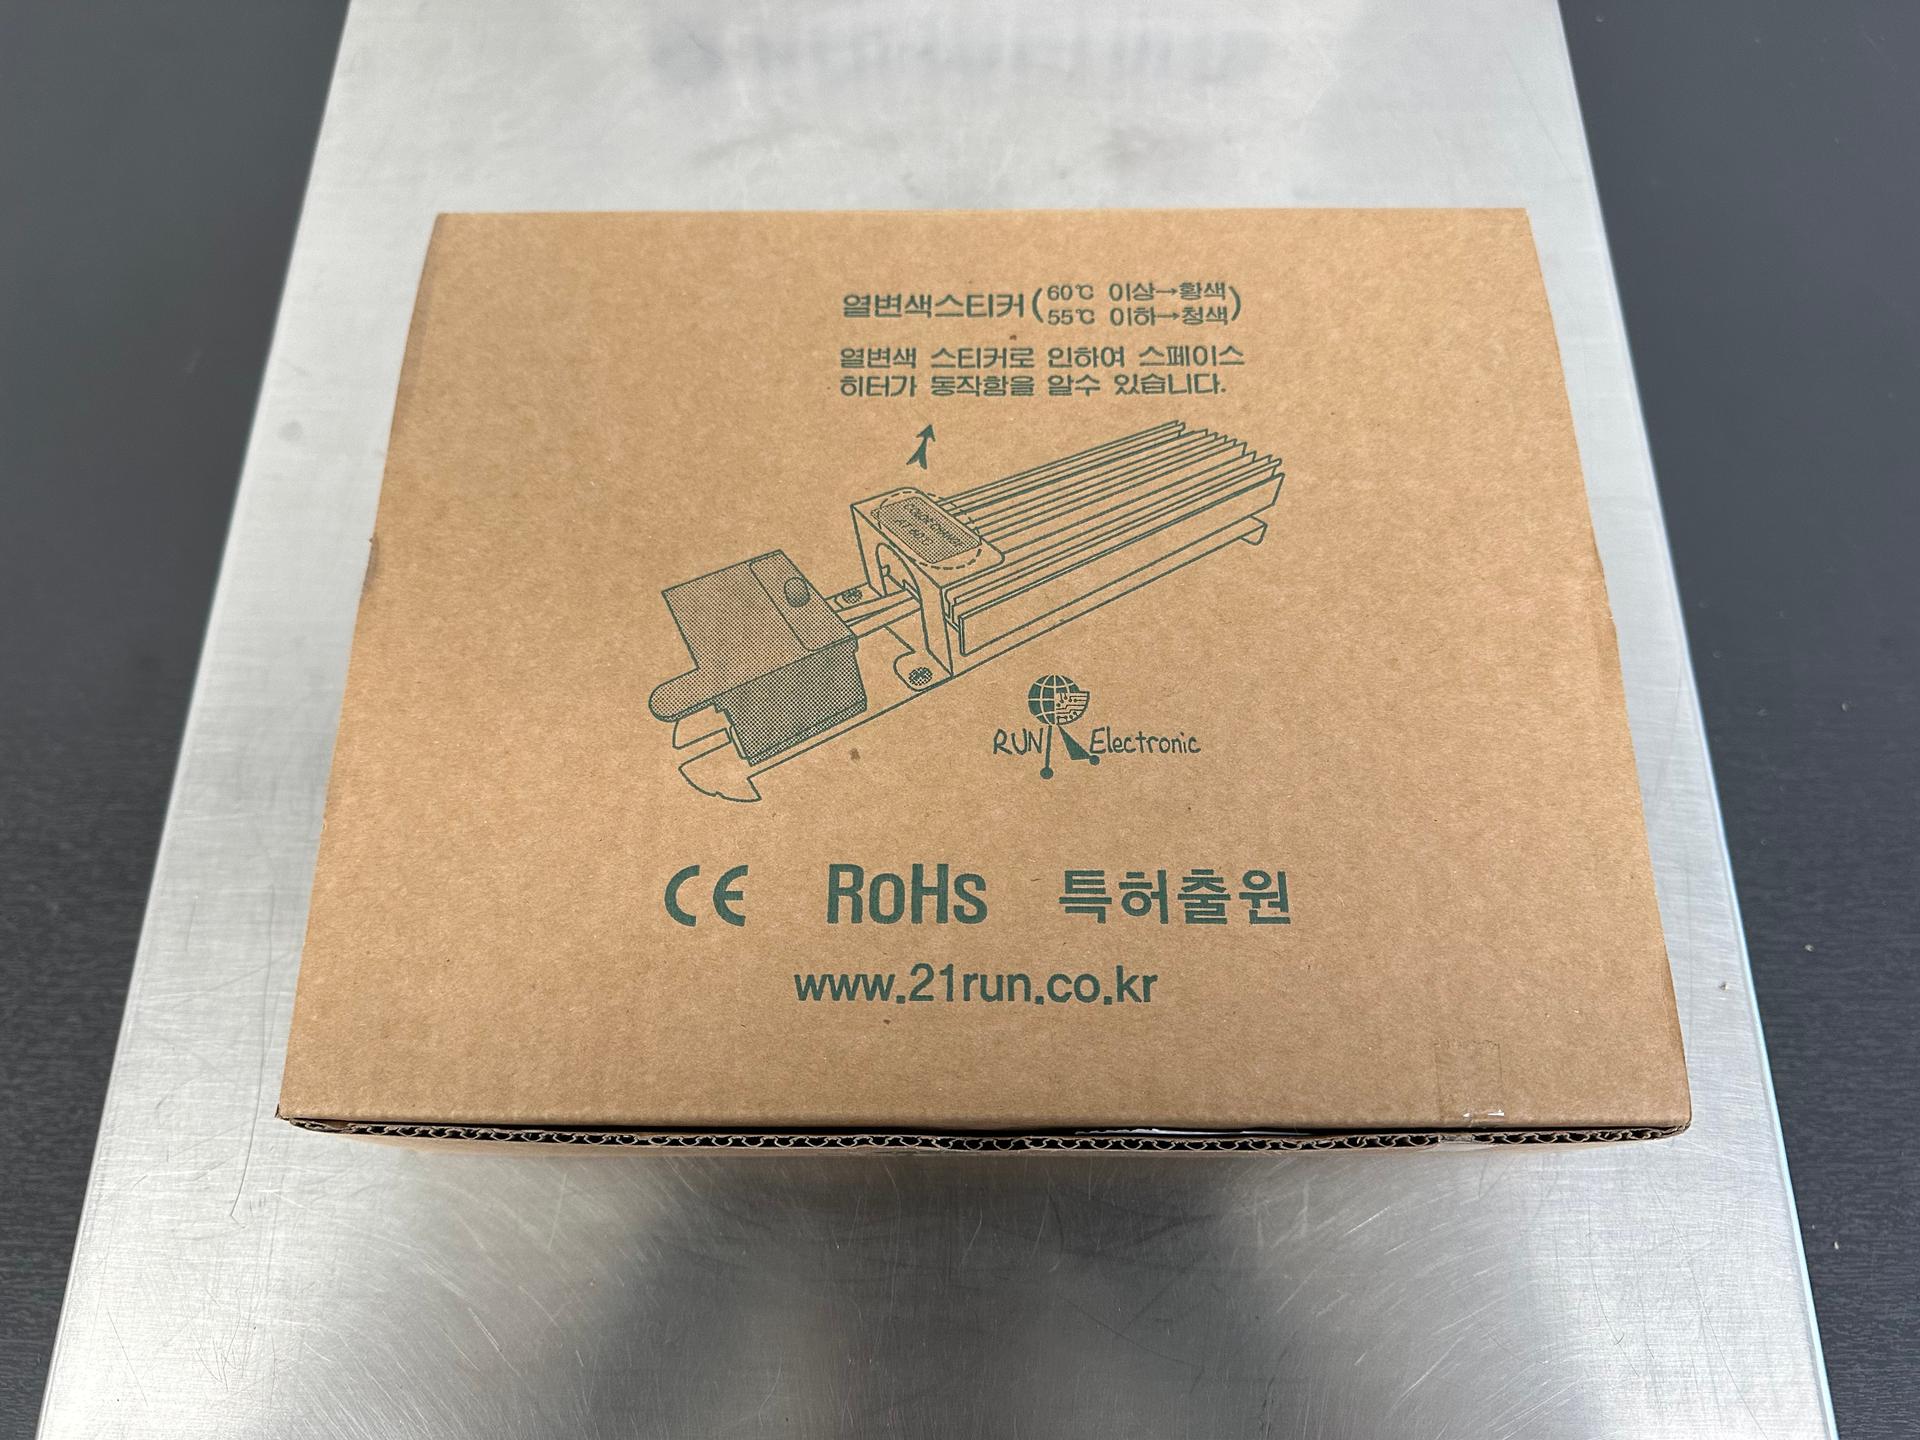 열변색스티커 ( 60℃ 이상→황색
55℃ 이하→청색 )
열변색 스티커로 인하여 스페이스
히터가 동작함을 알수 있습니다.
RUN Electronic
CE RoHs 특허출원
www.21run.co.kr